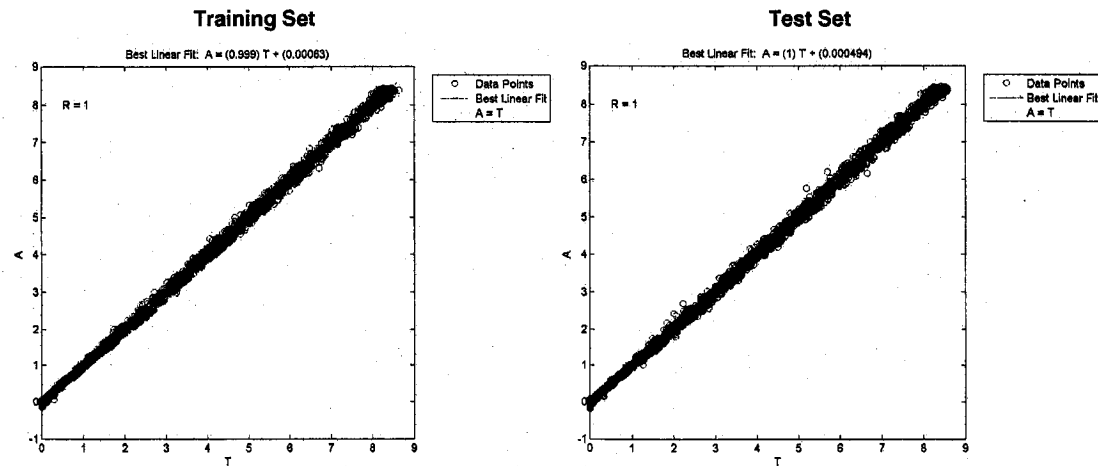 Training Set
Best Linear Fit: A = (0.999) T + (0.00063)
9
8
7
6
5
4
3
2
1
0
-1
A
R = 1
0 1 2 3 4 5 6 7 8 9
T
Data Points
Best Linear Fit
A = T
Test Set
Best Linear Fit: A = (1) T + (0.000494)
9
8
7
6
5
4
3
2
1
0
-1
A
R = 1
0 1 2 3 4 5 6 7 8 9
T
Data Points
Best Linear Fit
A = T